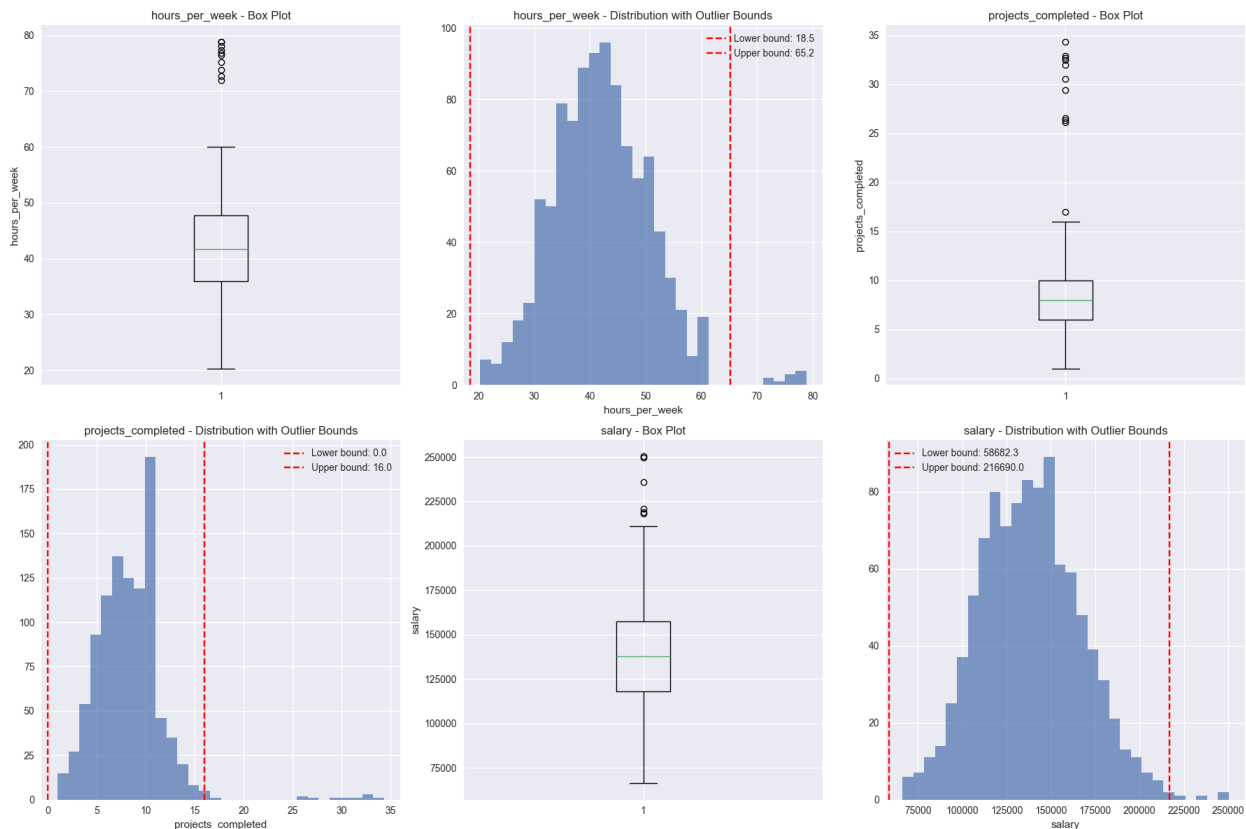 hours_per_week - Box Plot
hours_per_week
80
70
60
50
40
30
20
1
hours_per_week - Distribution with Outlier Bounds
Lower bound: 18.5
Upper bound: 65.2
100
80
60
40
20
0
20 30 40 50 60 70 80
hours_per_week
projects_completed - Box Plot
projects_completed
35
30
25
20
15
10
5
0
1
projects_completed - Distribution with Outlier Bounds
Lower bound: 0.0
Upper bound: 16.0
200
175
150
125
100
75
50
25
0
0 5 10 15 20 25 30 35
projects_completed
salary - Box Plot
salary
250000
225000
200000
175000
150000
125000
100000
75000
1
salary - Distribution with Outlier Bounds
Lower bound: 58682.3
Upper bound: 216690.0
80
60
40
20
0
75000 100000 125000 150000 175000 200000 225000 250000
salary